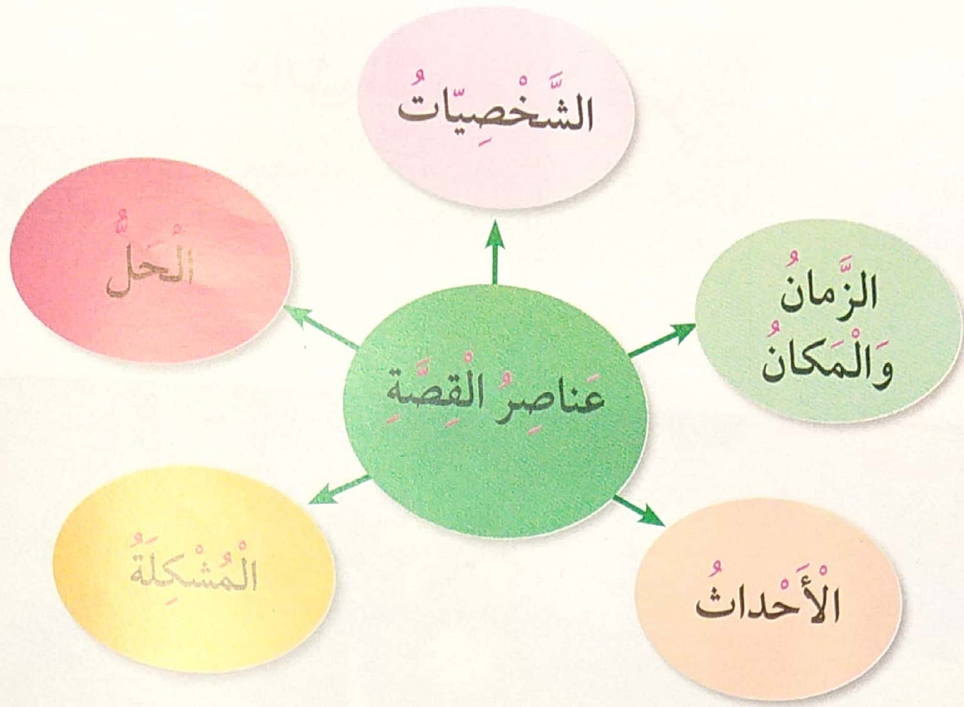 الشَّخْصِيّاتُ
الزَّمانُ
وَالْمَكانُ
الْحَلُّ
عَناصِرُ الْقِصَّةِ
الْمُشْكِلَةُ
الْأَحْداثُ